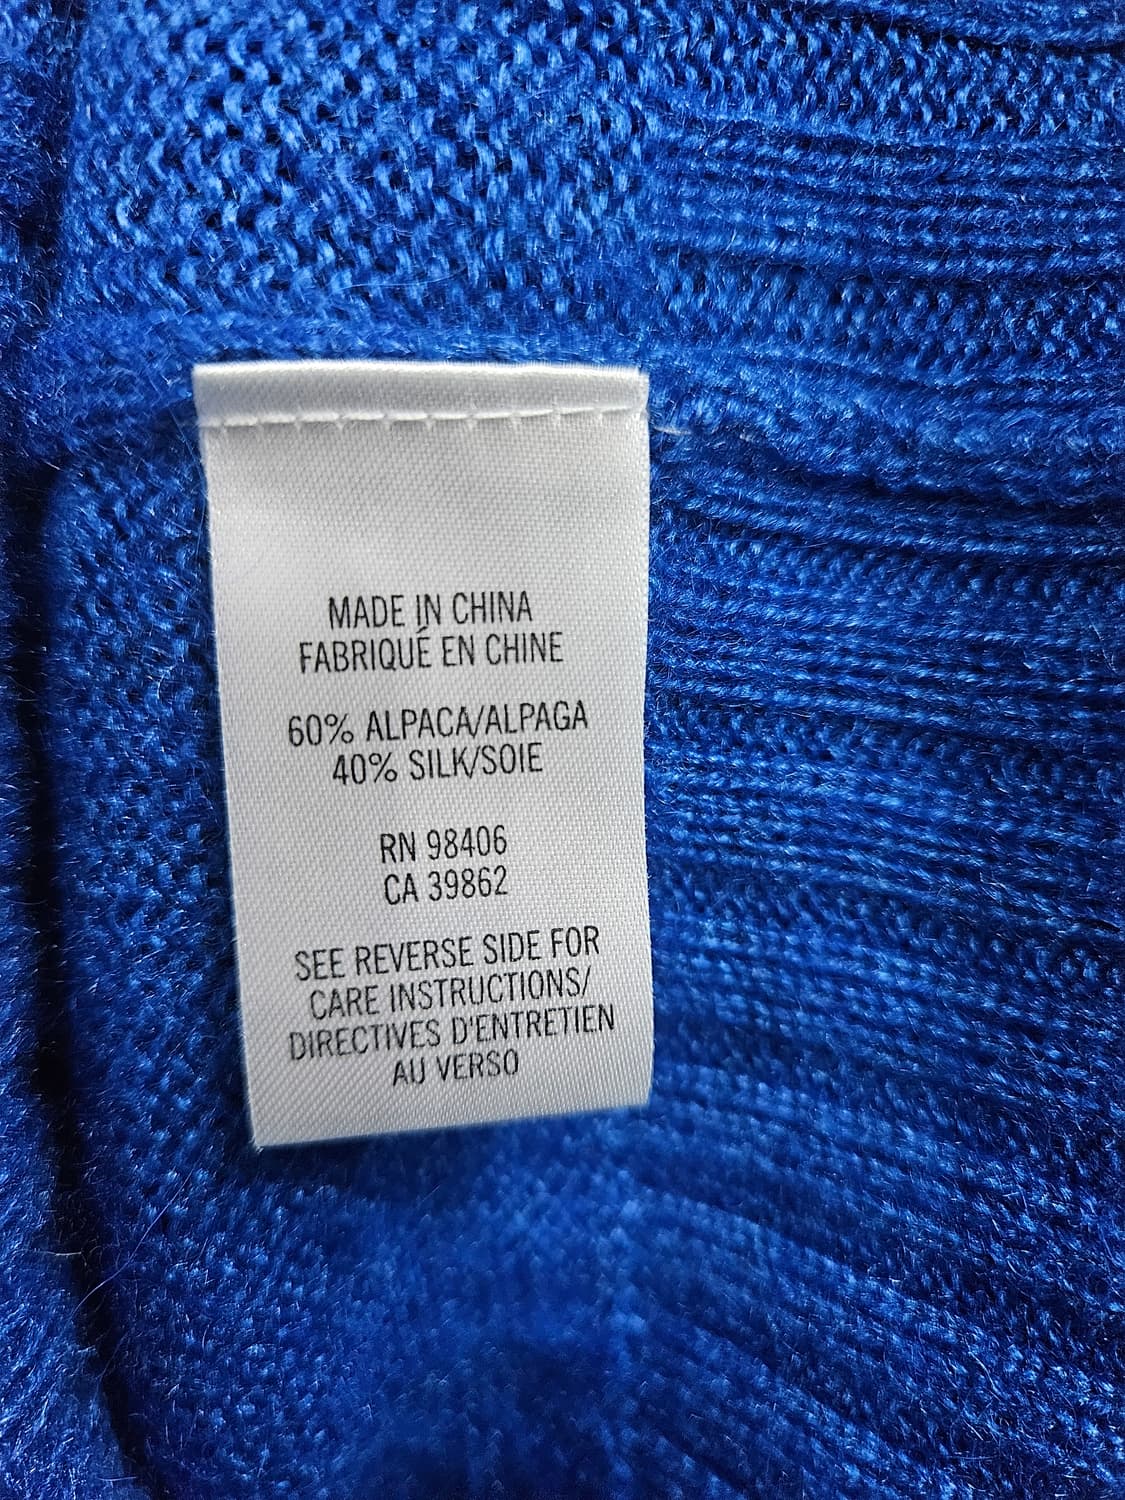 MADE IN CHINA
FABRIQUÉ EN CHINE
60% ALPACA/ALPAGA
40% SILK/SOIE
RN 98406
CA 39862
SEE REVERSE SIDE FOR
CARE INSTRUCTIONS/
DIRECTIVES D'ENTRETIEN
AU VERSO